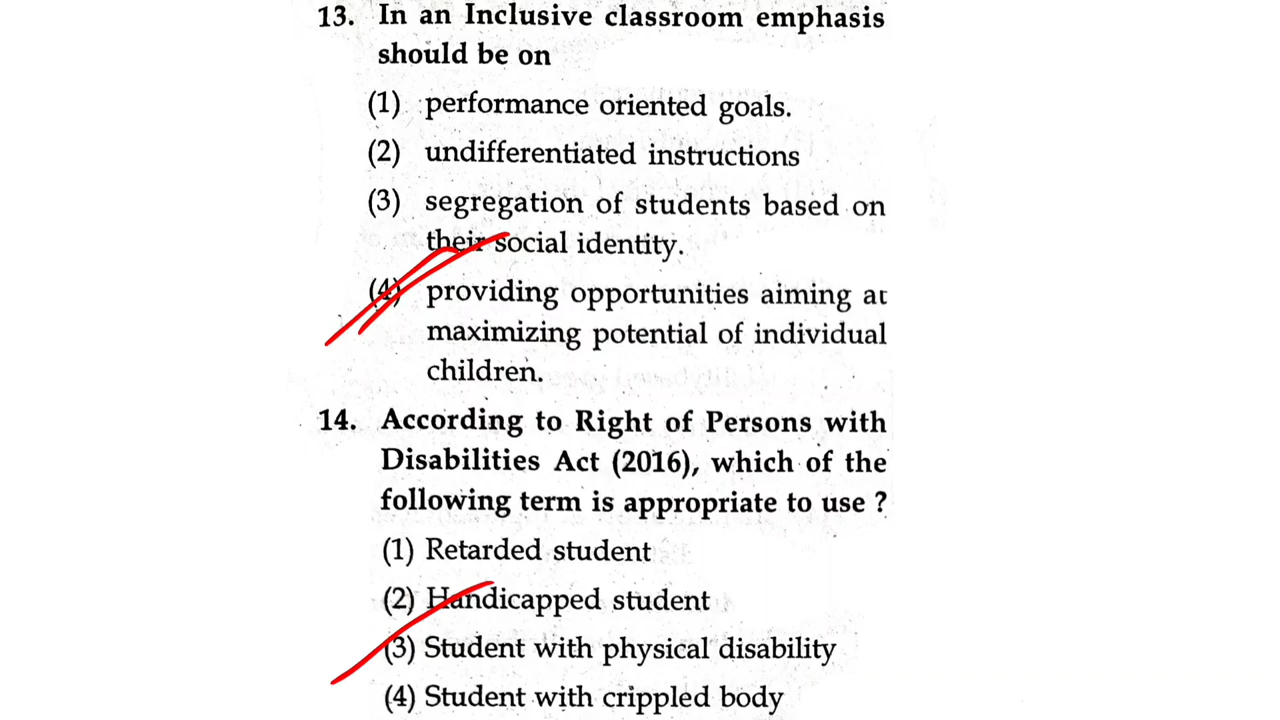 13. In an Inclusive classroom emphasis
should be on
(1) performance oriented goals.
(2) undifferentiated instructions
(3) segregation of students based on
their social identity.
(4) providing opportunities aiming at
maximizing potential of individual
children.
14. According to Right of Persons with
Disabilities Act (2016), which of the
following term is appropriate to use ?
(1) Retarded student
(2) Handicapped student
(3) Student with physical disability
(4) Student with crippled body